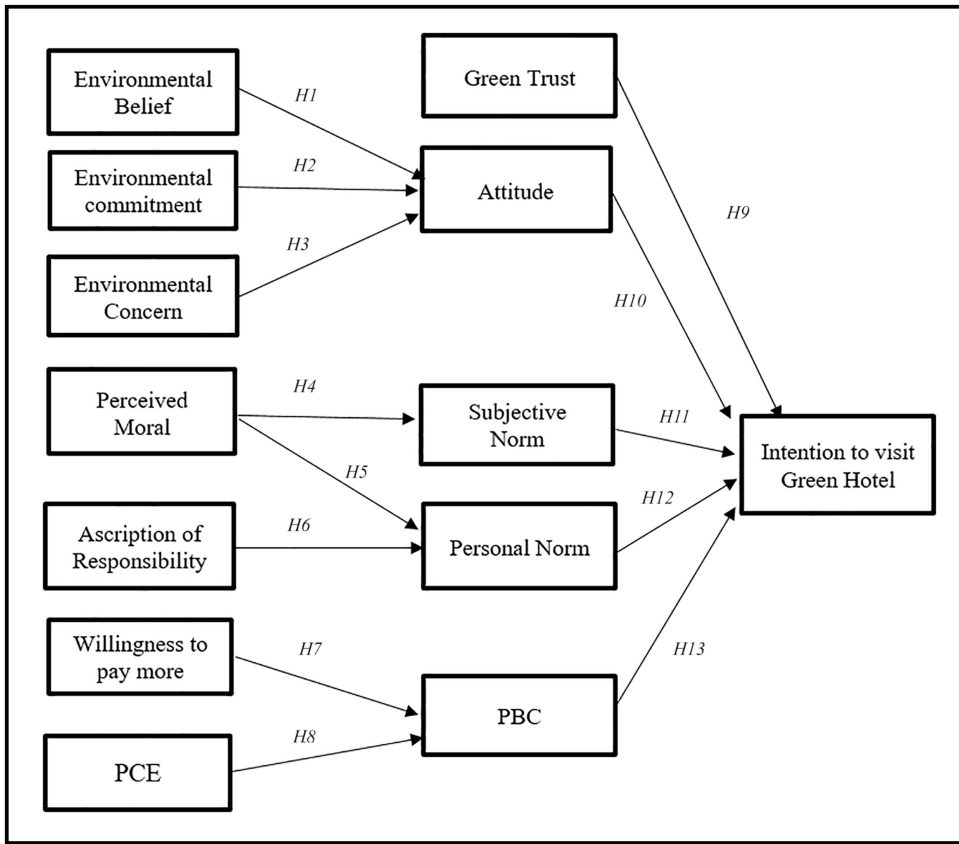 Environmental
Belief
H1
Environmental
commitment
H2
Environmental
Concern
H3
Perceived
Moral
H4
H5
Ascription of
Responsibility
H6
Willingness to
pay more
H7
PCE
H8
Green Trust
H9
Attitude
H10
Subjective
Norm
H11
Personal Norm
H12
PBC
H13
Intention to visit
Green Hotel